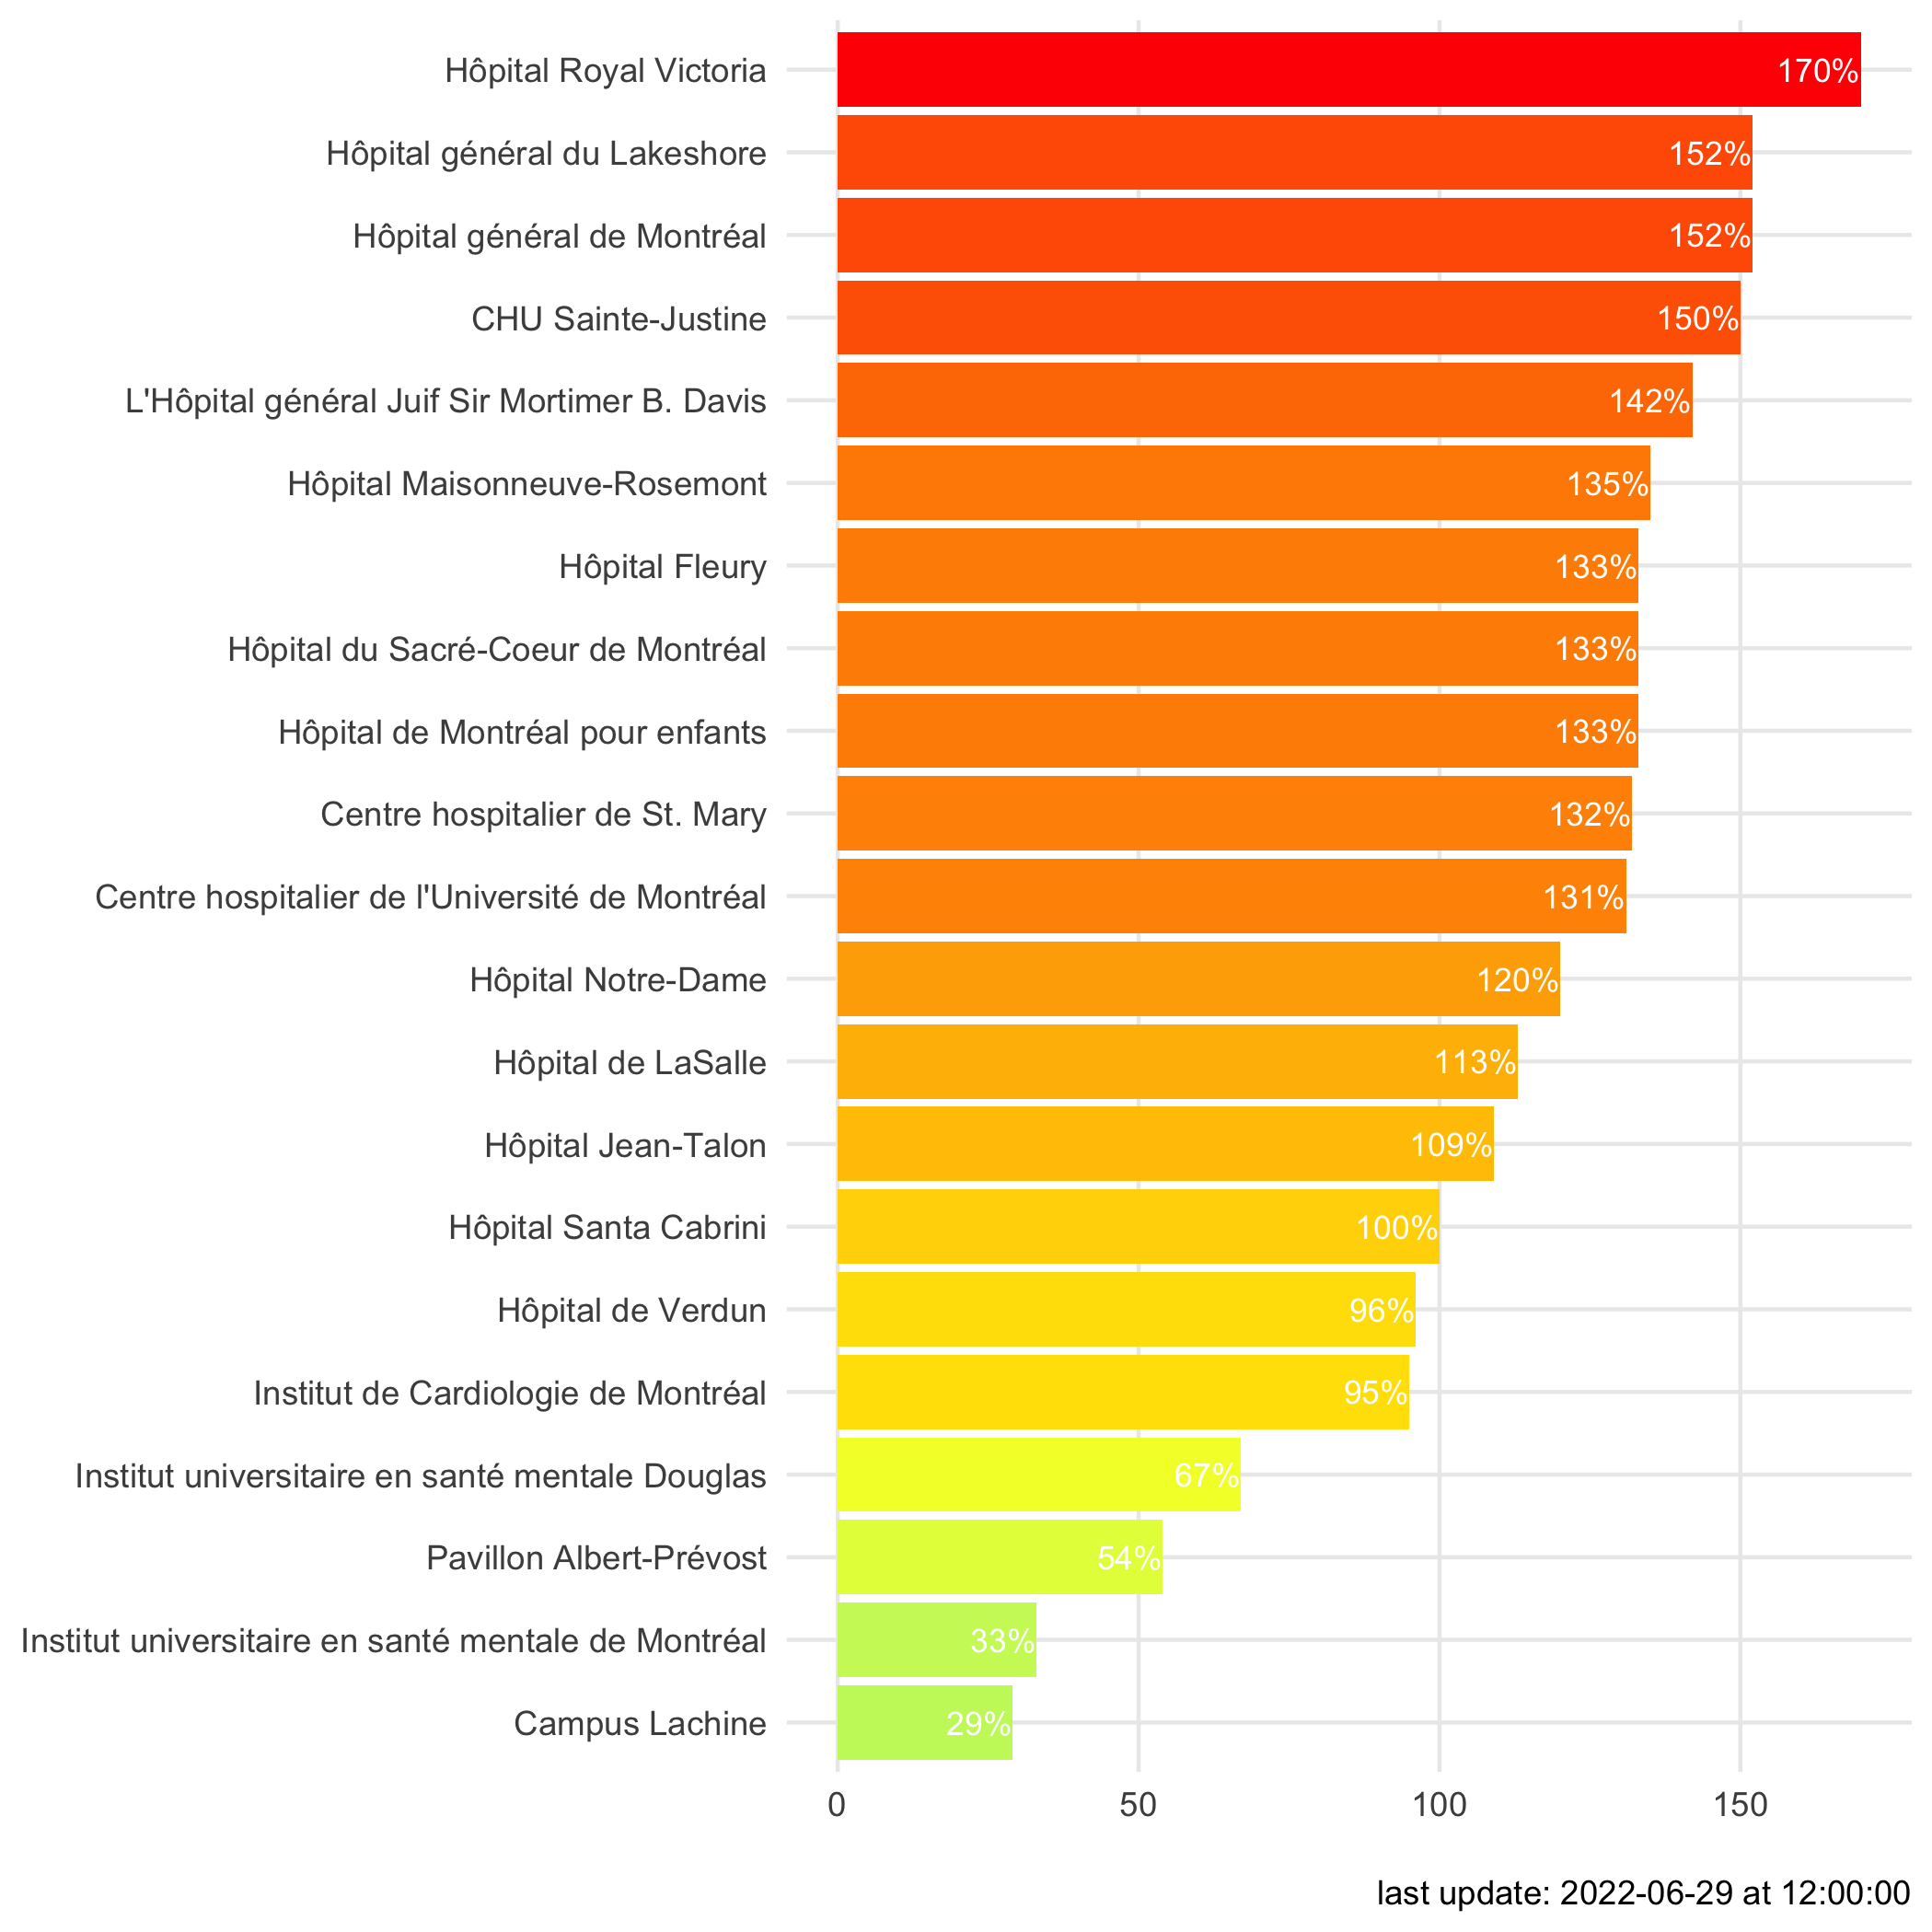 Hôpital Royal Victoria 170%
Hôpital général du Lakeshore 152%
Hôpital général de Montréal 152%
CHU Sainte-Justine 150%
L'Hôpital général Juif Sir Mortimer B. Davis 142%
Hôpital Maisonneuve-Rosemont 135%
Hôpital Fleury 133%
Hôpital du Sacré-Coeur de Montréal 133%
Hôpital de Montréal pour enfants 133%
Centre hospitalier de St. Mary 132%
Centre hospitalier de l'Université de Montréal 131%
Hôpital Notre-Dame 120%
Hôpital de LaSalle 113%
Hôpital Jean-Talon 109%
Hôpital Santa Cabrini 100%
Hôpital de Verdun 96%
Institut de Cardiologie de Montréal 95%
Institut universitaire en santé mentale Douglas 67%
Pavillon Albert-Prévost 54%
Institut universitaire en santé mentale de Montréal 33%
Campus Lachine 29%
0 50 100 150
last update: 2022-06-29 at 12:00:00